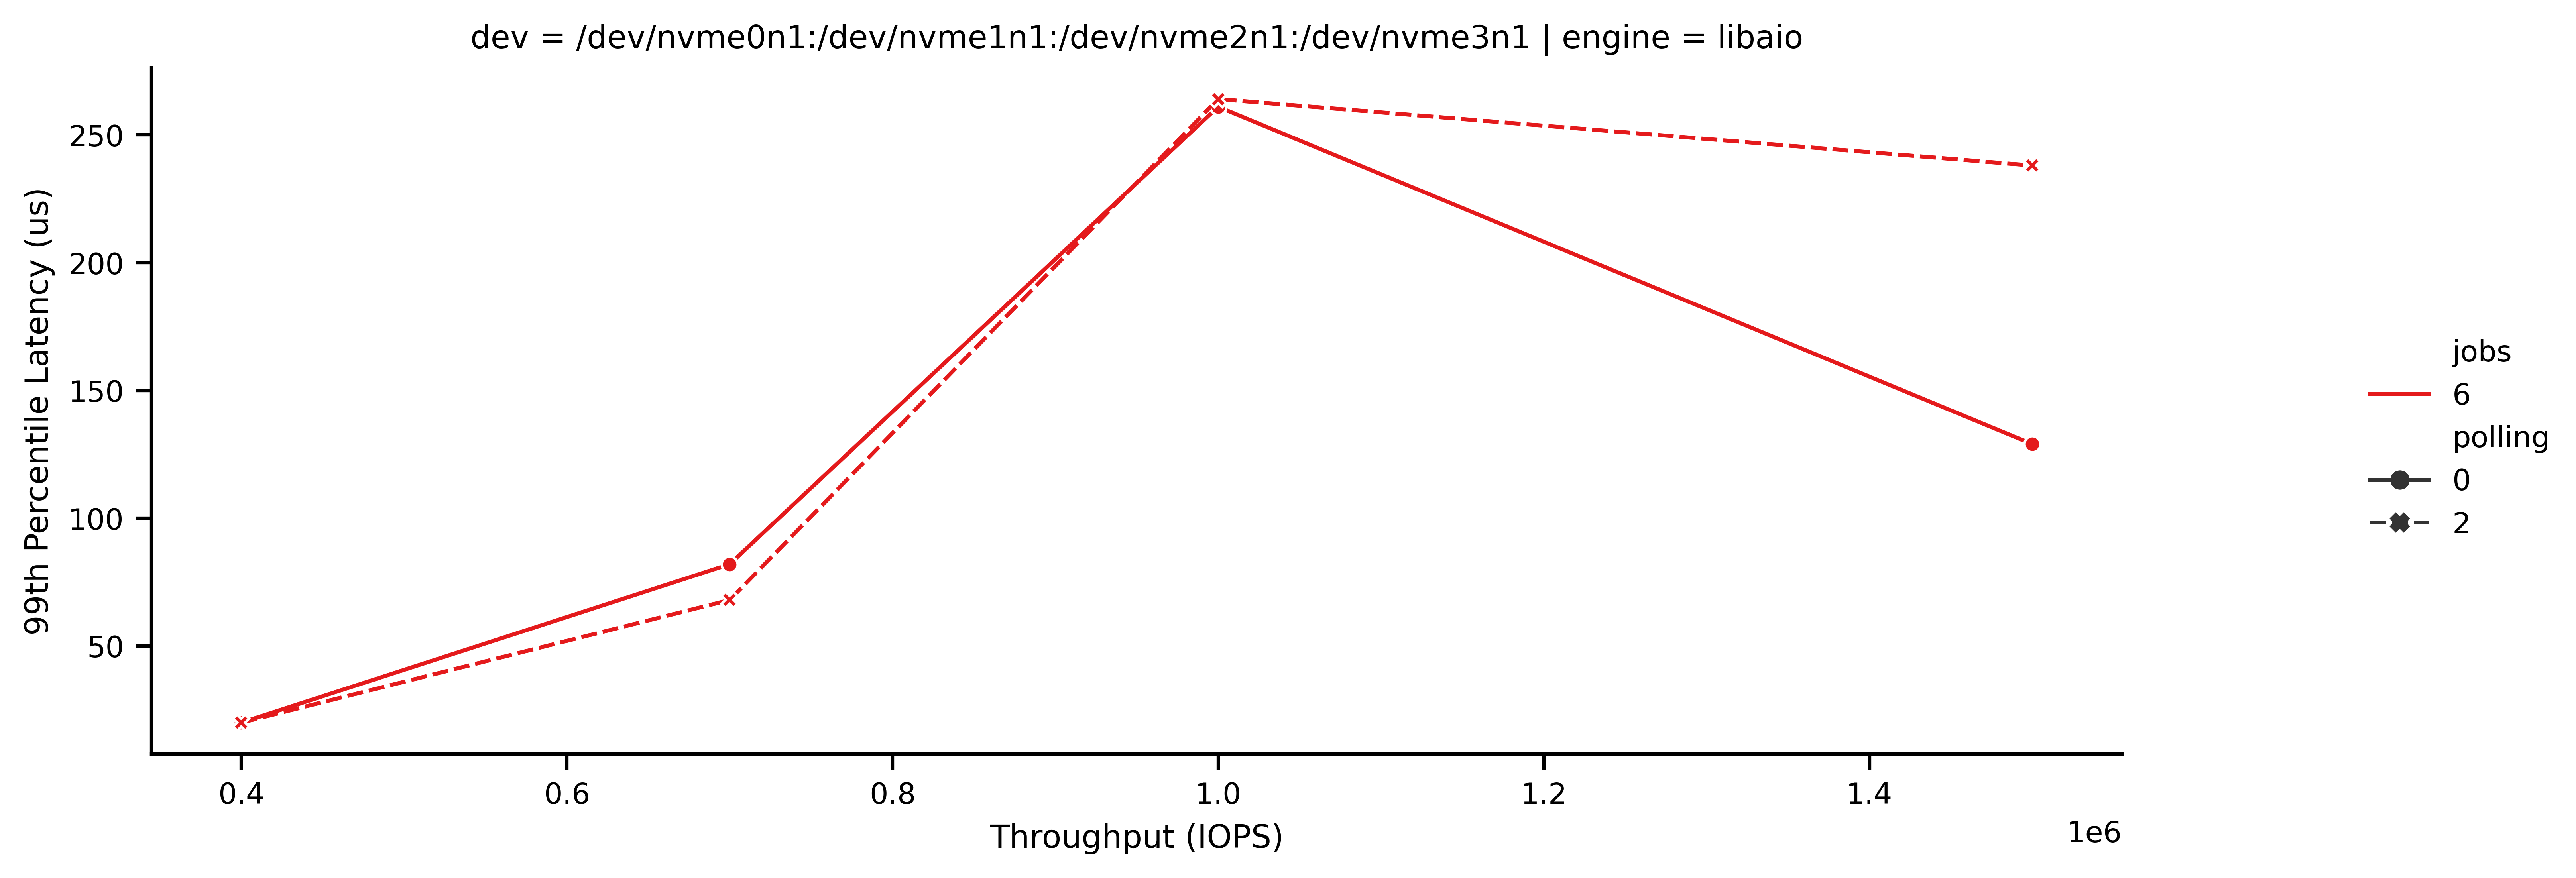 dev = /dev/nvme0n1:/dev/nvme1n1:/dev/nvme2n1:/dev/nvme3n1 | engine = libaio
99th Percentile Latency (us)
250
200
150
100
50
0.4
0.6
0.8
1.0
1.2
1.4
1e6
Throughput (IOPS)
jobs
6
polling
0
2